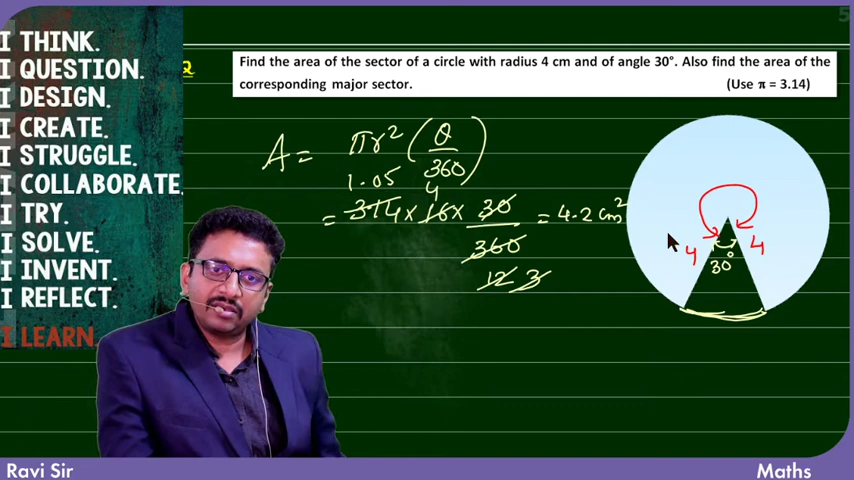 I THINK.
I QUESTION.
I DESIGN.
I CREATE.
I STRUGGLE.
I COLLABORATE.
I TRY.
I SOLVE.
I INVENT.
I REFLECT.
I LEARN.
5
Q
Find the area of the sector of a circle with radius 4 cm and of angle 30°. Also find the area of the
corresponding major sector. (Use π = 3.14)
A = πr² (θ/360)
1.05 4
= 314 × 16 × 30/360 = 4.2 cm²
12 3
4 4
30°
Ravi Sir Maths